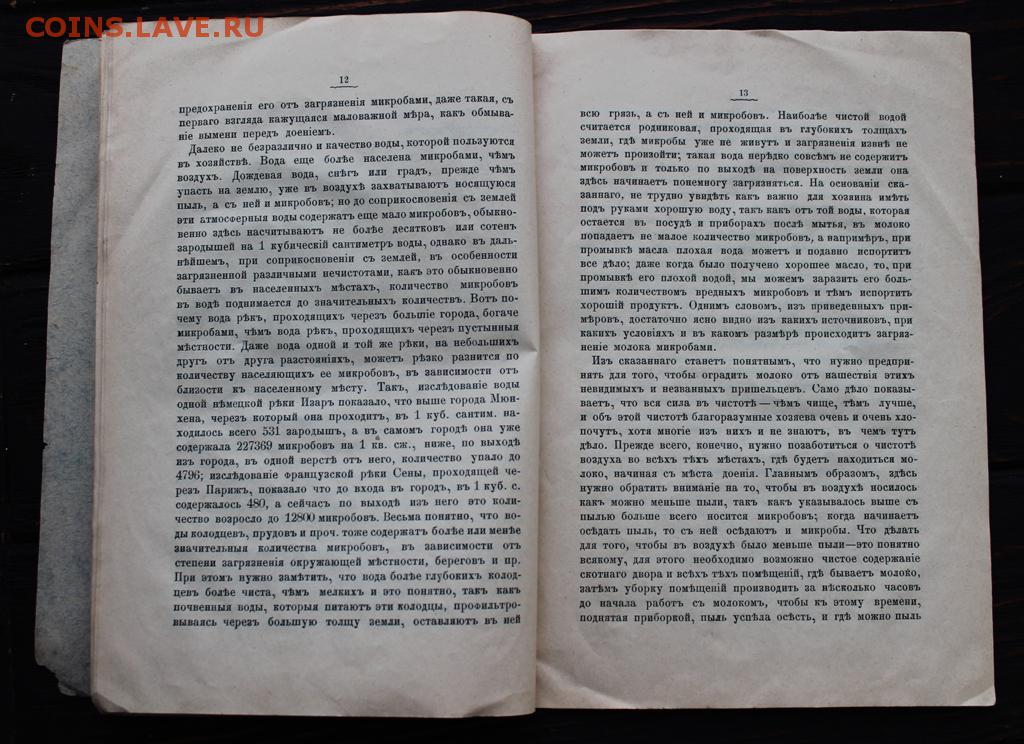 COINS.LAVE.RU
12
предохраненія его отъ загрязненія микробами, даже такая, съ
перваго взгляда кажущаяся маловажной мѣра, какъ обмыва-
ніе вымени передъ доеніемъ.
Далеко не безразлично и качество воды, которой пользуются
въ хозяйствѣ. Вода еще болѣе населена микробами, чѣмъ
воздухъ. Дождевая вода, снѣгъ или градъ, прежде чѣмъ
упасть на землю, уже въ воздухѣ захватываютъ носящуюся
пыль, а съ ней и микробовъ; но до соприкосновенія съ землей
эти атмосферныя воды содержатъ еще мало микробовъ, обыкно-
венно здѣсь насчитываютъ не болѣе десятковъ или сотенъ
зародышей на 1 кубическій сантиметръ воды, однако въ даль-
нѣйшемъ, при соприкосновеніи съ землей, въ особенности
загрязненной различными нечистотами, какъ это обыкновенно
бываетъ въ населенныхъ мѣстахъ, количество микробовъ
въ водѣ поднимается до значительныхъ количествъ. Вотъ по-
чему вода рѣкъ, проходящихъ черезъ большіе города, богаче
микробами, чѣмъ вода рѣкъ, проходящихъ черезъ пустынныя
мѣстности. Даже вода одной и той же рѣки, на небольшихъ
другъ отъ друга разстояніяхъ, можетъ рѣзко разнится по
количеству населяющихъ ее микробовъ, въ зависимости отъ
близости къ населенному мѣсту. Такъ, изслѣдованіе воды
одной нѣмецкой рѣки Изаръ показало, что выше города Мюн-
хена, черезъ который она проходитъ, въ 1 куб. сантим. на-
ходилось всего 531 зародышъ, а въ самомъ городѣ она уже
содержала 227369 микробовъ на 1 кв. сж., ниже, по выходѣ
изъ города, въ одной верстѣ отъ него, количество упало до
4796; изслѣдованіе французской рѣки Сены, проходящей че-
резъ Парижъ, показало что до входа въ городъ, въ 1 куб. с.
содержалось 480, а сейчасъ по выходѣ изъ него это коли-
чество возросло до 12800 микробовъ. Весьма понятно, что во-
ды колодцевъ, прудовъ и проч. тоже содержатъ болѣе или менѣе
значительныя количества микробовъ, въ зависимости отъ
степени загрязненія окружающей мѣстности, береговъ и пр.
При этомъ нужно замѣтить, что вода болѣе глубокихъ колод-
цевъ болѣе чиста, чѣмъ мелкихъ и это понятно, такъ какъ
почвенныя воды, которыя питаютъ эти колодцы, профильтро-
вываясь черезъ большую толщу земли, оставляютъ въ ней
13
всю грязь, а съ ней и микробовъ. Наиболѣе чистой водой
считается родниковая, проходящая въ глубокихъ толщахъ
земли, гдѣ микробы уже не живутъ и загрязненія извнѣ не
можетъ произойти; такая вода нерѣдко совсѣмъ не содержитъ
микробовъ и только по выходѣ на поверхность земли она
здѣсь начинаетъ понемногу загрязняться. На основаніи ска-
заннаго, не трудно увидѣть какъ важно для хозяина имѣть
подъ руками хорошую воду, такъ какъ отъ той воды, которая
остается въ посудѣ и приборахъ послѣ мытья, въ молоко
попадаетъ не малое количество микробовъ, а напримѣръ, при
промывкѣ масла плохая вода можетъ и подавно испортить
все дѣло; даже когда было получено хорошее масло, то, при
промывкѣ его плохой водой, мы можемъ заразить его боль-
шимъ количествомъ вредныхъ микробовъ и тѣмъ испортить
хорошій продуктъ. Однимъ словомъ, изъ приведенныхъ при-
мѣровъ, достаточно ясно видно изъ какихъ источниковъ, при
какихъ условіяхъ и въ какомъ размѣрѣ происходитъ загряз-
неніе молока микробами.
Изъ сказаннаго станетъ понятнымъ, что нужно предпри-
нять для того, чтобы оградить молоко отъ нашествія этихъ
невидимыхъ и незванныхъ пришельцевъ. Само дѣло показы-
ваетъ, что вся сила въ чистотѣ—чѣмъ чище, тѣмъ лучше,
и объ этой чистотѣ благоразумные хозяева очень и очень хло-
почутъ, хотя многіе изъ нихъ и не знаютъ, въ чемъ тутъ
дѣло. Прежде всего, конечно, нужно позаботиться о чистотѣ
воздуха во всѣхъ тѣхъ мѣстахъ, гдѣ будетъ находиться мо-
локо, начиная съ мѣста доенія. Главнымъ образомъ, здѣсь
нужно обратить вниманіе на то, чтобы въ воздухѣ носилось
какъ можно меньше пыли, такъ какъ указывалось выше съ
пылью больше всего носится микробовъ; когда начинаетъ
осѣдать пыль, то съ ней осѣдаютъ и микробы. Что дѣлать
для того, чтобы въ воздухѣ было меньше пыли—это понятно
всякому, для этого необходимо возможно чистое содержаніе
скотнаго двора и всѣхъ тѣхъ помѣщеній, гдѣ бываетъ молоко,
затѣмъ уборку помѣщеній производить за нѣсколько часовъ
до начала работъ съ молокомъ, чтобы къ этому времени,
поднятая приборкой, пыль успѣла осѣсть, и гдѣ можно пыль